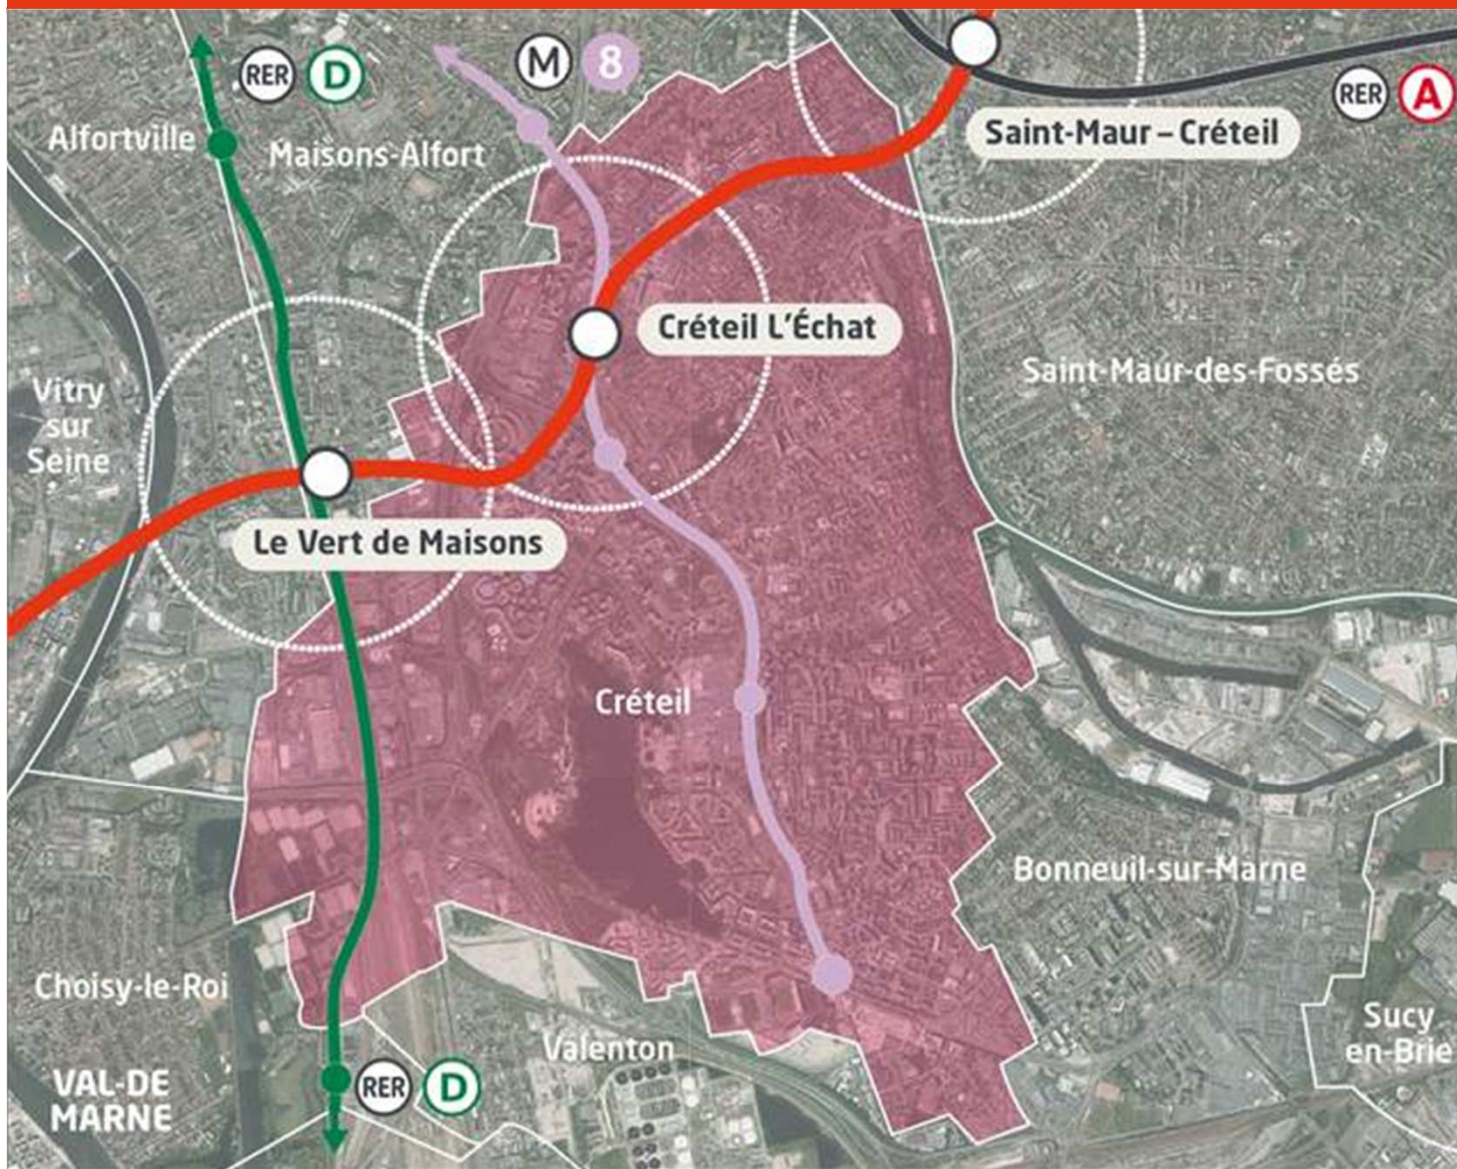 RER D
M 8
RER A
Alfortville
Maisons-Alfort
Saint-Maur – Créteil
Créteil L'Échat
Saint-Maur-des-Fossés
Vitry
sur
Seine
Le Vert de Maisons
Créteil
Bonneuil-sur-Marne
Choisy-le-Roi
Sucy
en-Brie
Valenton
VAL-DE
MARNE
RER D